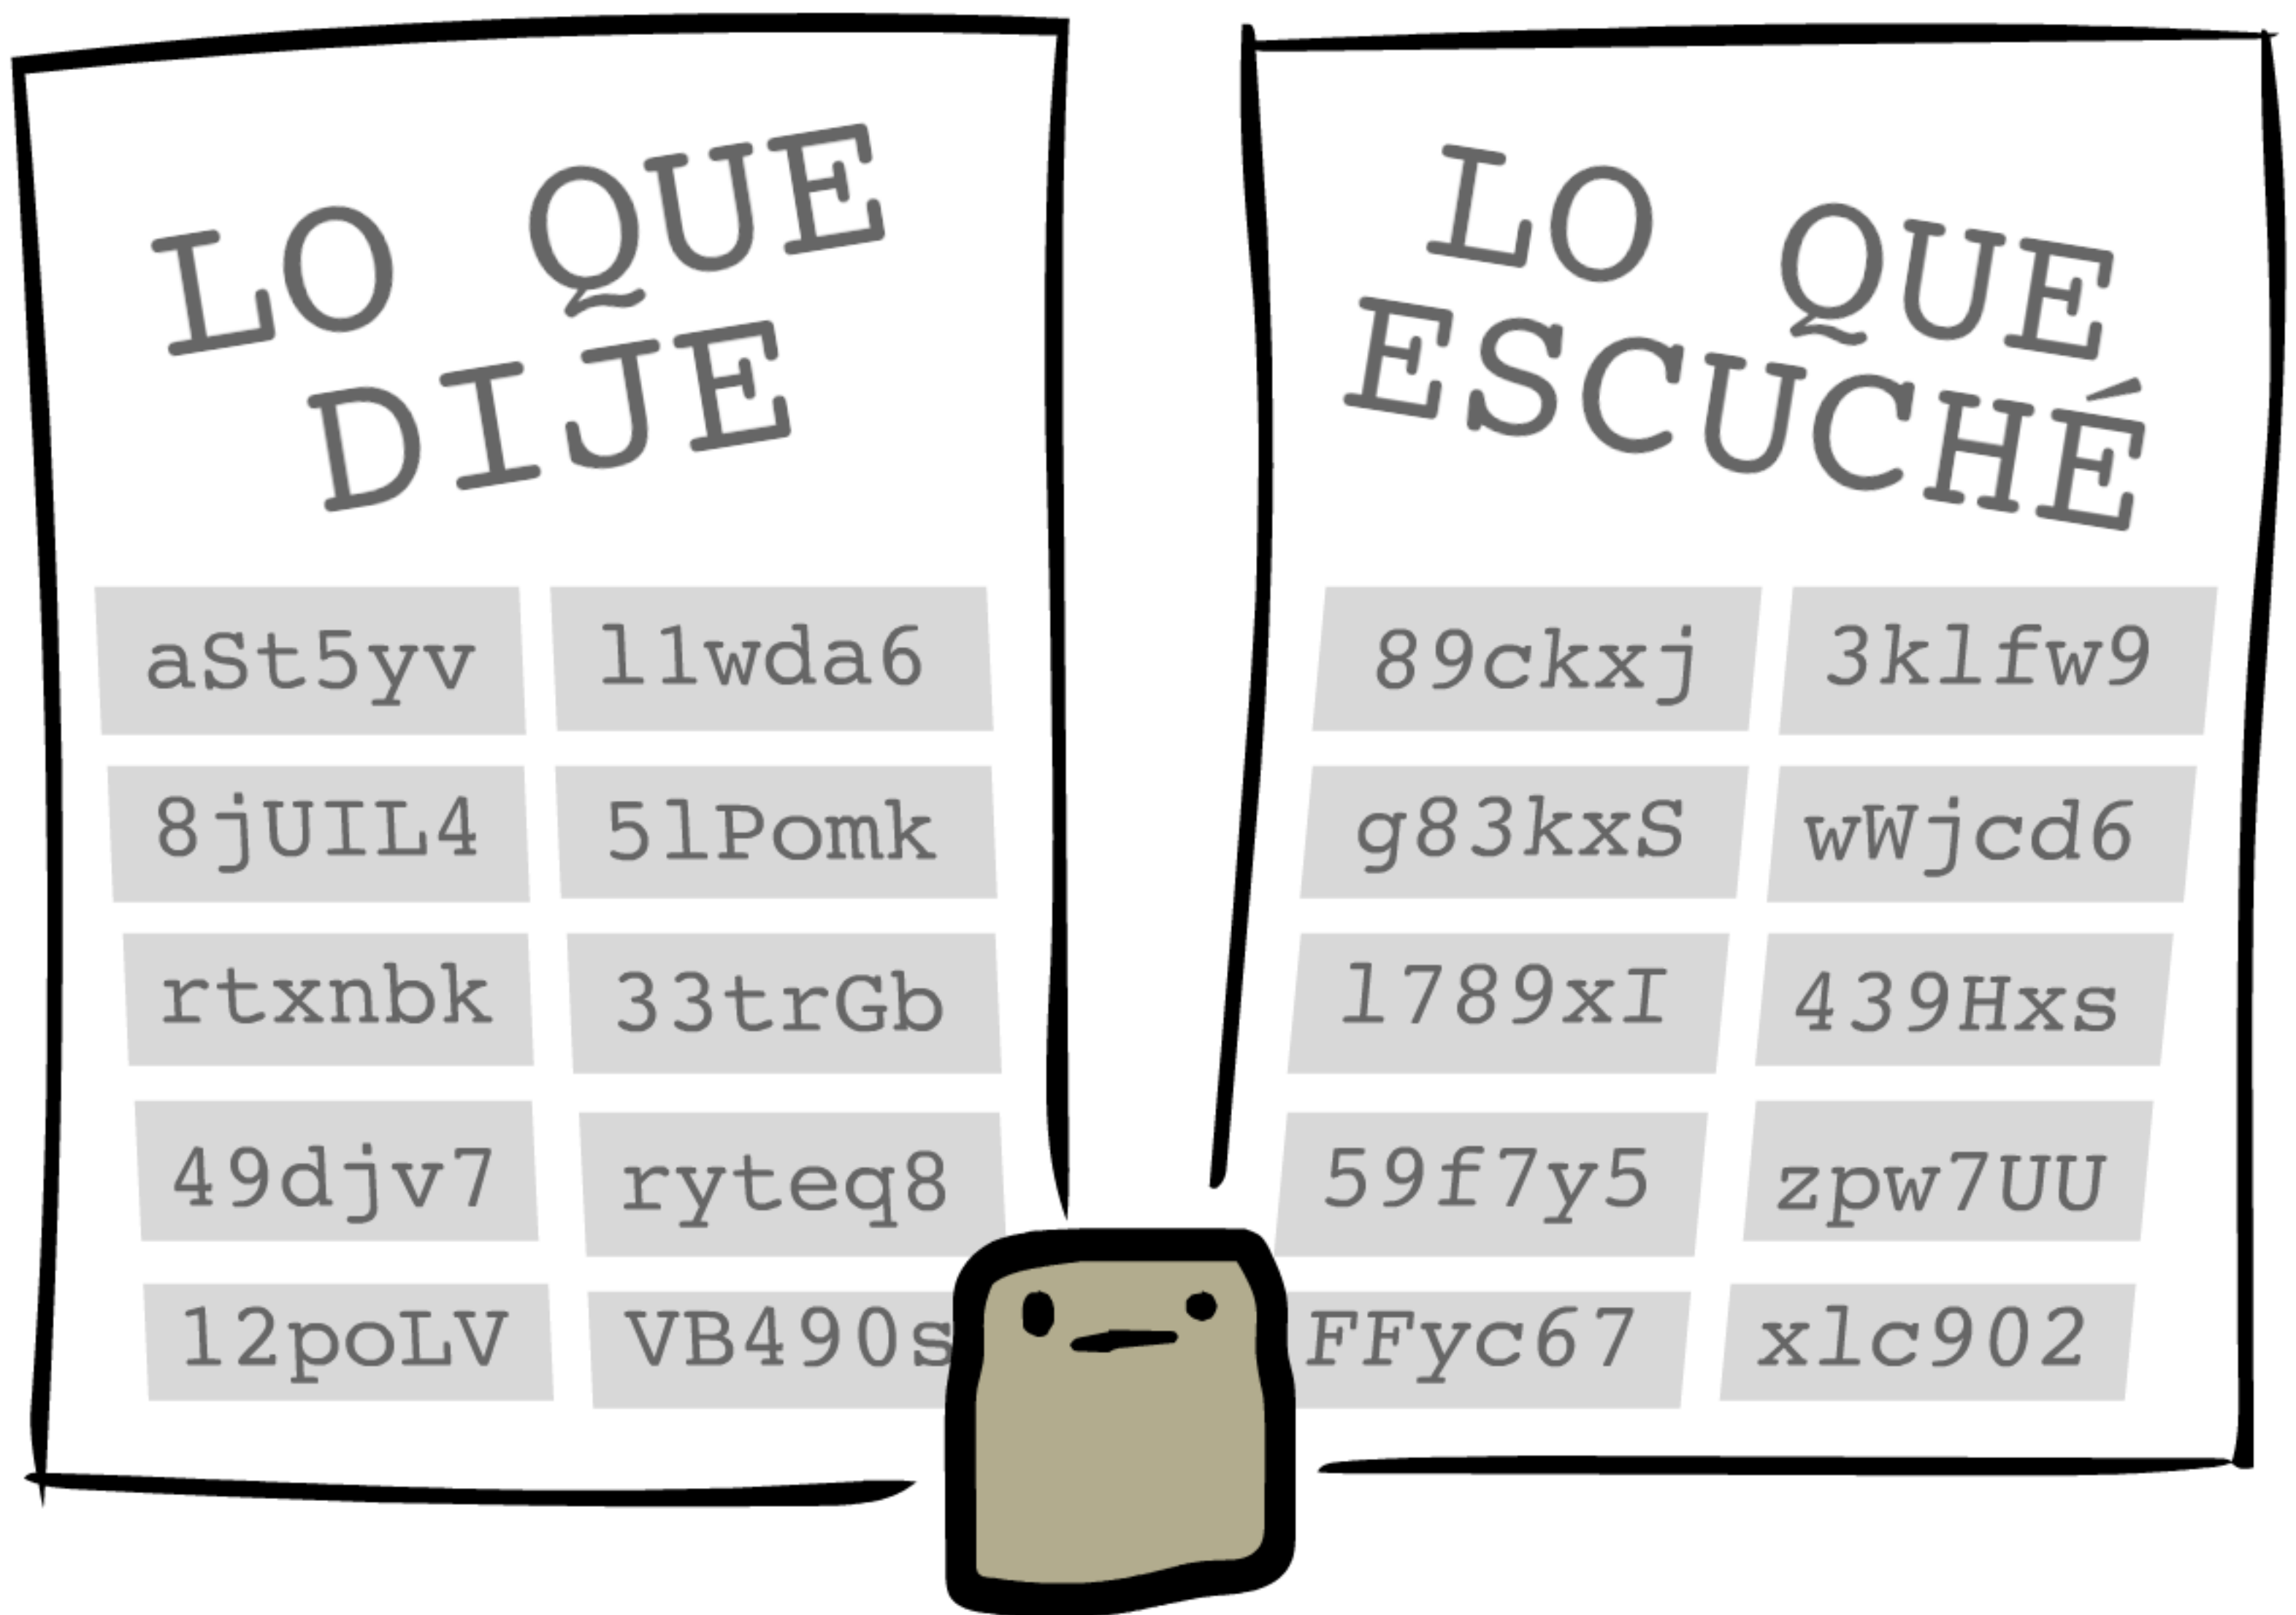 LO QUE
DIJE
aSt5yv l1wda6
8jUIL4 5lPomk
rtxnbk 33trGb
49djv7 ryteq8
12poLV VB490s
LO QUE
ESCUCHÉ
89ckxj 3klfw9
g83kxS wWjcd6
l789xI 439Hxs
59f7y5 zpw7UU
FFyc67 xlc902